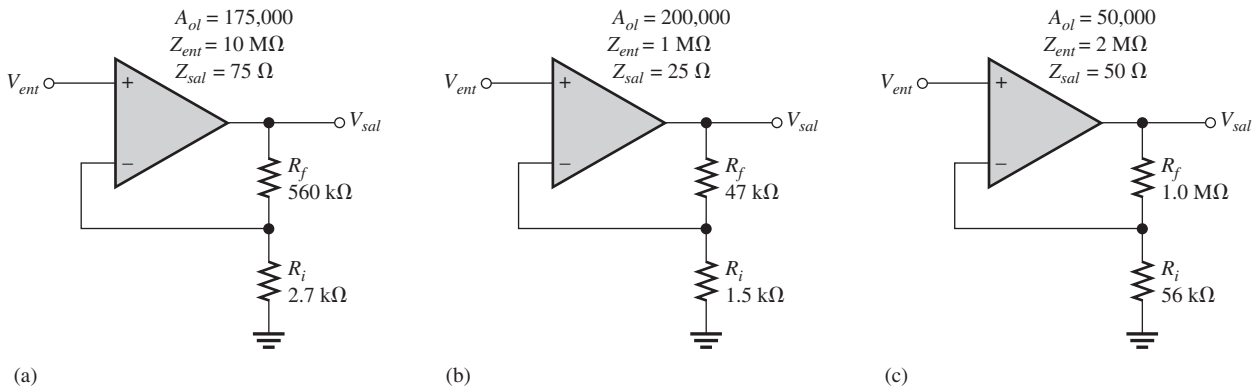 A_ol = 175,000
Z_ent = 10 MΩ
Z_sal = 75 Ω
V_ent
+
−
V_sal
R_f
560 kΩ
R_i
2.7 kΩ
(a)
A_ol = 200,000
Z_ent = 1 MΩ
Z_sal = 25 Ω
V_ent
+
−
V_sal
R_f
47 kΩ
R_i
1.5 kΩ
(b)
A_ol = 50,000
Z_ent = 2 MΩ
Z_sal = 50 Ω
V_ent
+
−
V_sal
R_f
1.0 MΩ
R_i
56 kΩ
(c)